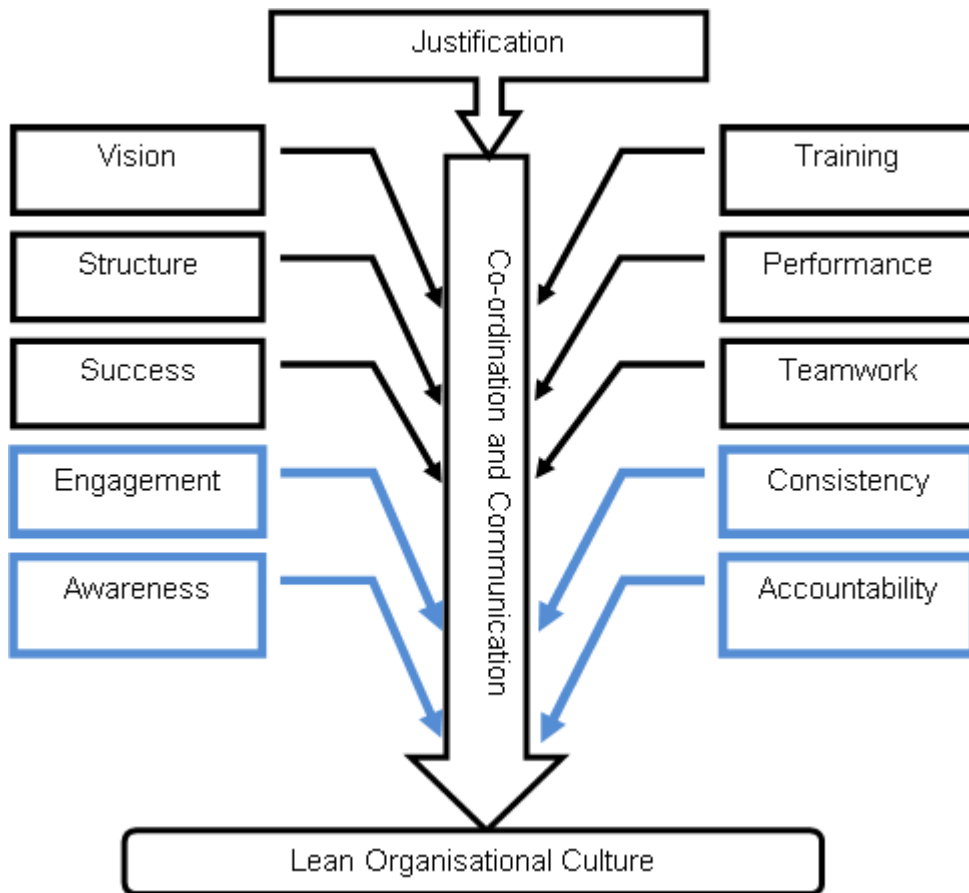 Justification
Vision
Training
Structure
Performance
Success
Teamwork
Engagement
Consistency
Awareness
Accountability
Co-ordination and Communication
Lean Organisational Culture